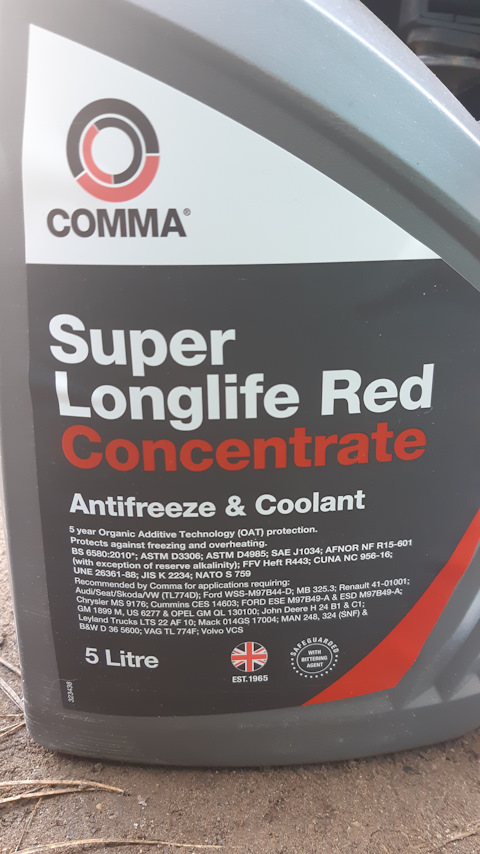 COMMA®
Super
Longlife Red
Concentrate
Antifreeze & Coolant
5 year Organic Additive Technology (OAT) protection.
Protects against freezing and overheating.
BS 6580:2010*; ASTM D3306; ASTM D4985; SAE J1034; AFNOR NF R15-601
(with exception of reserve alkalinity); FFV Heft R443; CUNA NC 956-16;
UNE 26361-88; JIS K 2234; NATO S 759
Recommended by Comma for applications requiring:
Audi/Seat/Skoda/VW (TL774D); Ford WSS-M97B44-D; MB 325.3; Renault 41-01001;
Chrysler MS 9176; Cummins CES 14603; FORD ESE M97B49-A & ESD M97B49-A;
GM 1899 M, US 6277 & OPEL GM QL 130100; John Deere H 24 B1 & C1;
Leyland Trucks LTS 22 AF 10; Mack 014GS 17004; MAN 248, 324 (SNF) &
B&W D 36 5600; VAG TL 774F; Volvo VCS
5 Litre
EST.1965
SAFEGUARDED
WITH
BITTERING
AGENT
323438